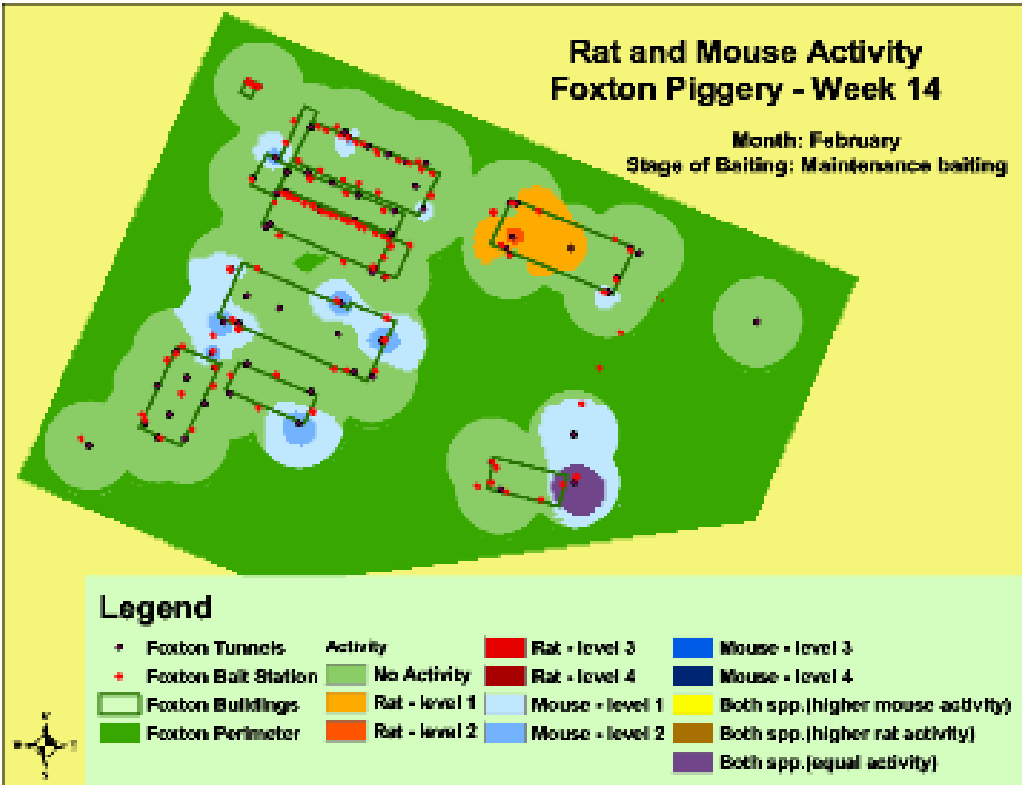 Rat and Mouse Activity
Foxton Piggery - Week 14
Month: February
Stage of Baiting: Maintenance baiting
Legend
Foxton Tunnels
Foxton Bait Station
Foxton Buildings
Foxton Perimeter
Activity
No Activity
Rat - level 1
Rat - level 2
Rat - level 3
Rat - level 4
Mouse - level 1
Mouse - level 2
Mouse - level 3
Mouse - level 4
Both spp.(higher mouse activity)
Both spp.(higher rat activity)
Both spp.(equal activity)